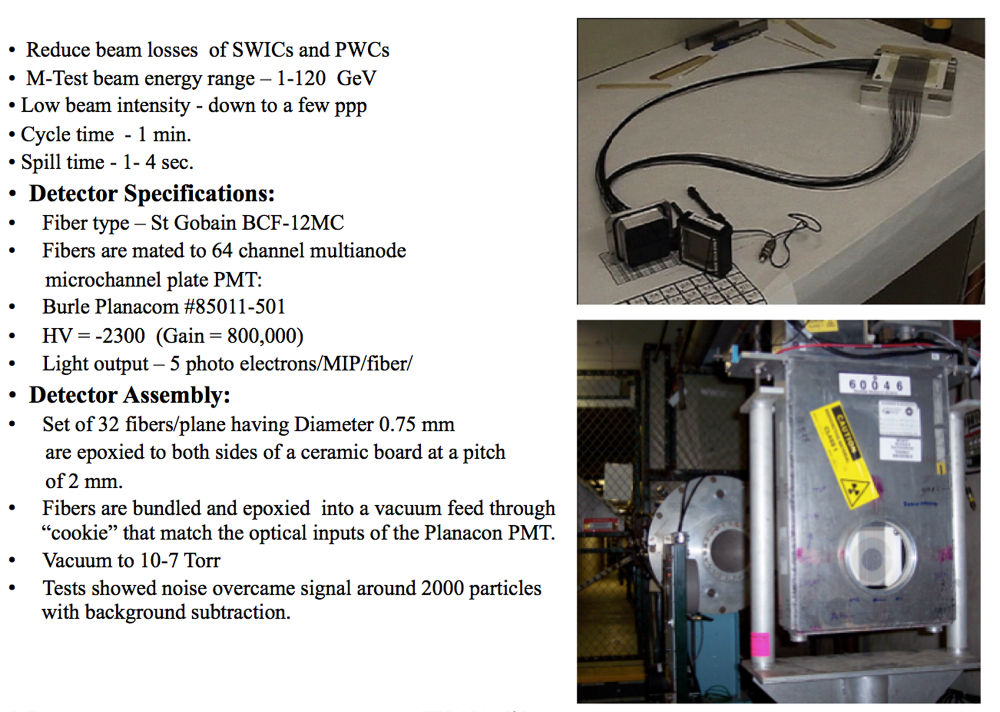 • Reduce beam losses of SWICs and PWCs
• M-Test beam energy range – 1-120 GeV
• Low beam intensity - down to a few ppp
• Cycle time - 1 min.
• Spill time - 1- 4 sec.
• Detector Specifications:
• Fiber type – St Gobain BCF-12MC
• Fibers are mated to 64 channel multianode
microchannel plate PMT:
• Burle Planacom #85011-501
• HV = -2300 (Gain = 800,000)
• Light output – 5 photo electrons/MIP/fiber/
• Detector Assembly:
• Set of 32 fibers/plane having Diameter 0.75 mm
are epoxied to both sides of a ceramic board at a pitch
of 2 mm.
• Fibers are bundled and epoxied into a vacuum feed through
“cookie” that match the optical inputs of the Planacon PMT.
• Vacuum to 10-7 Torr
• Tests showed noise overcame signal around 2000 particles
with background subtraction.
60046
CAUTION
CLASS 1